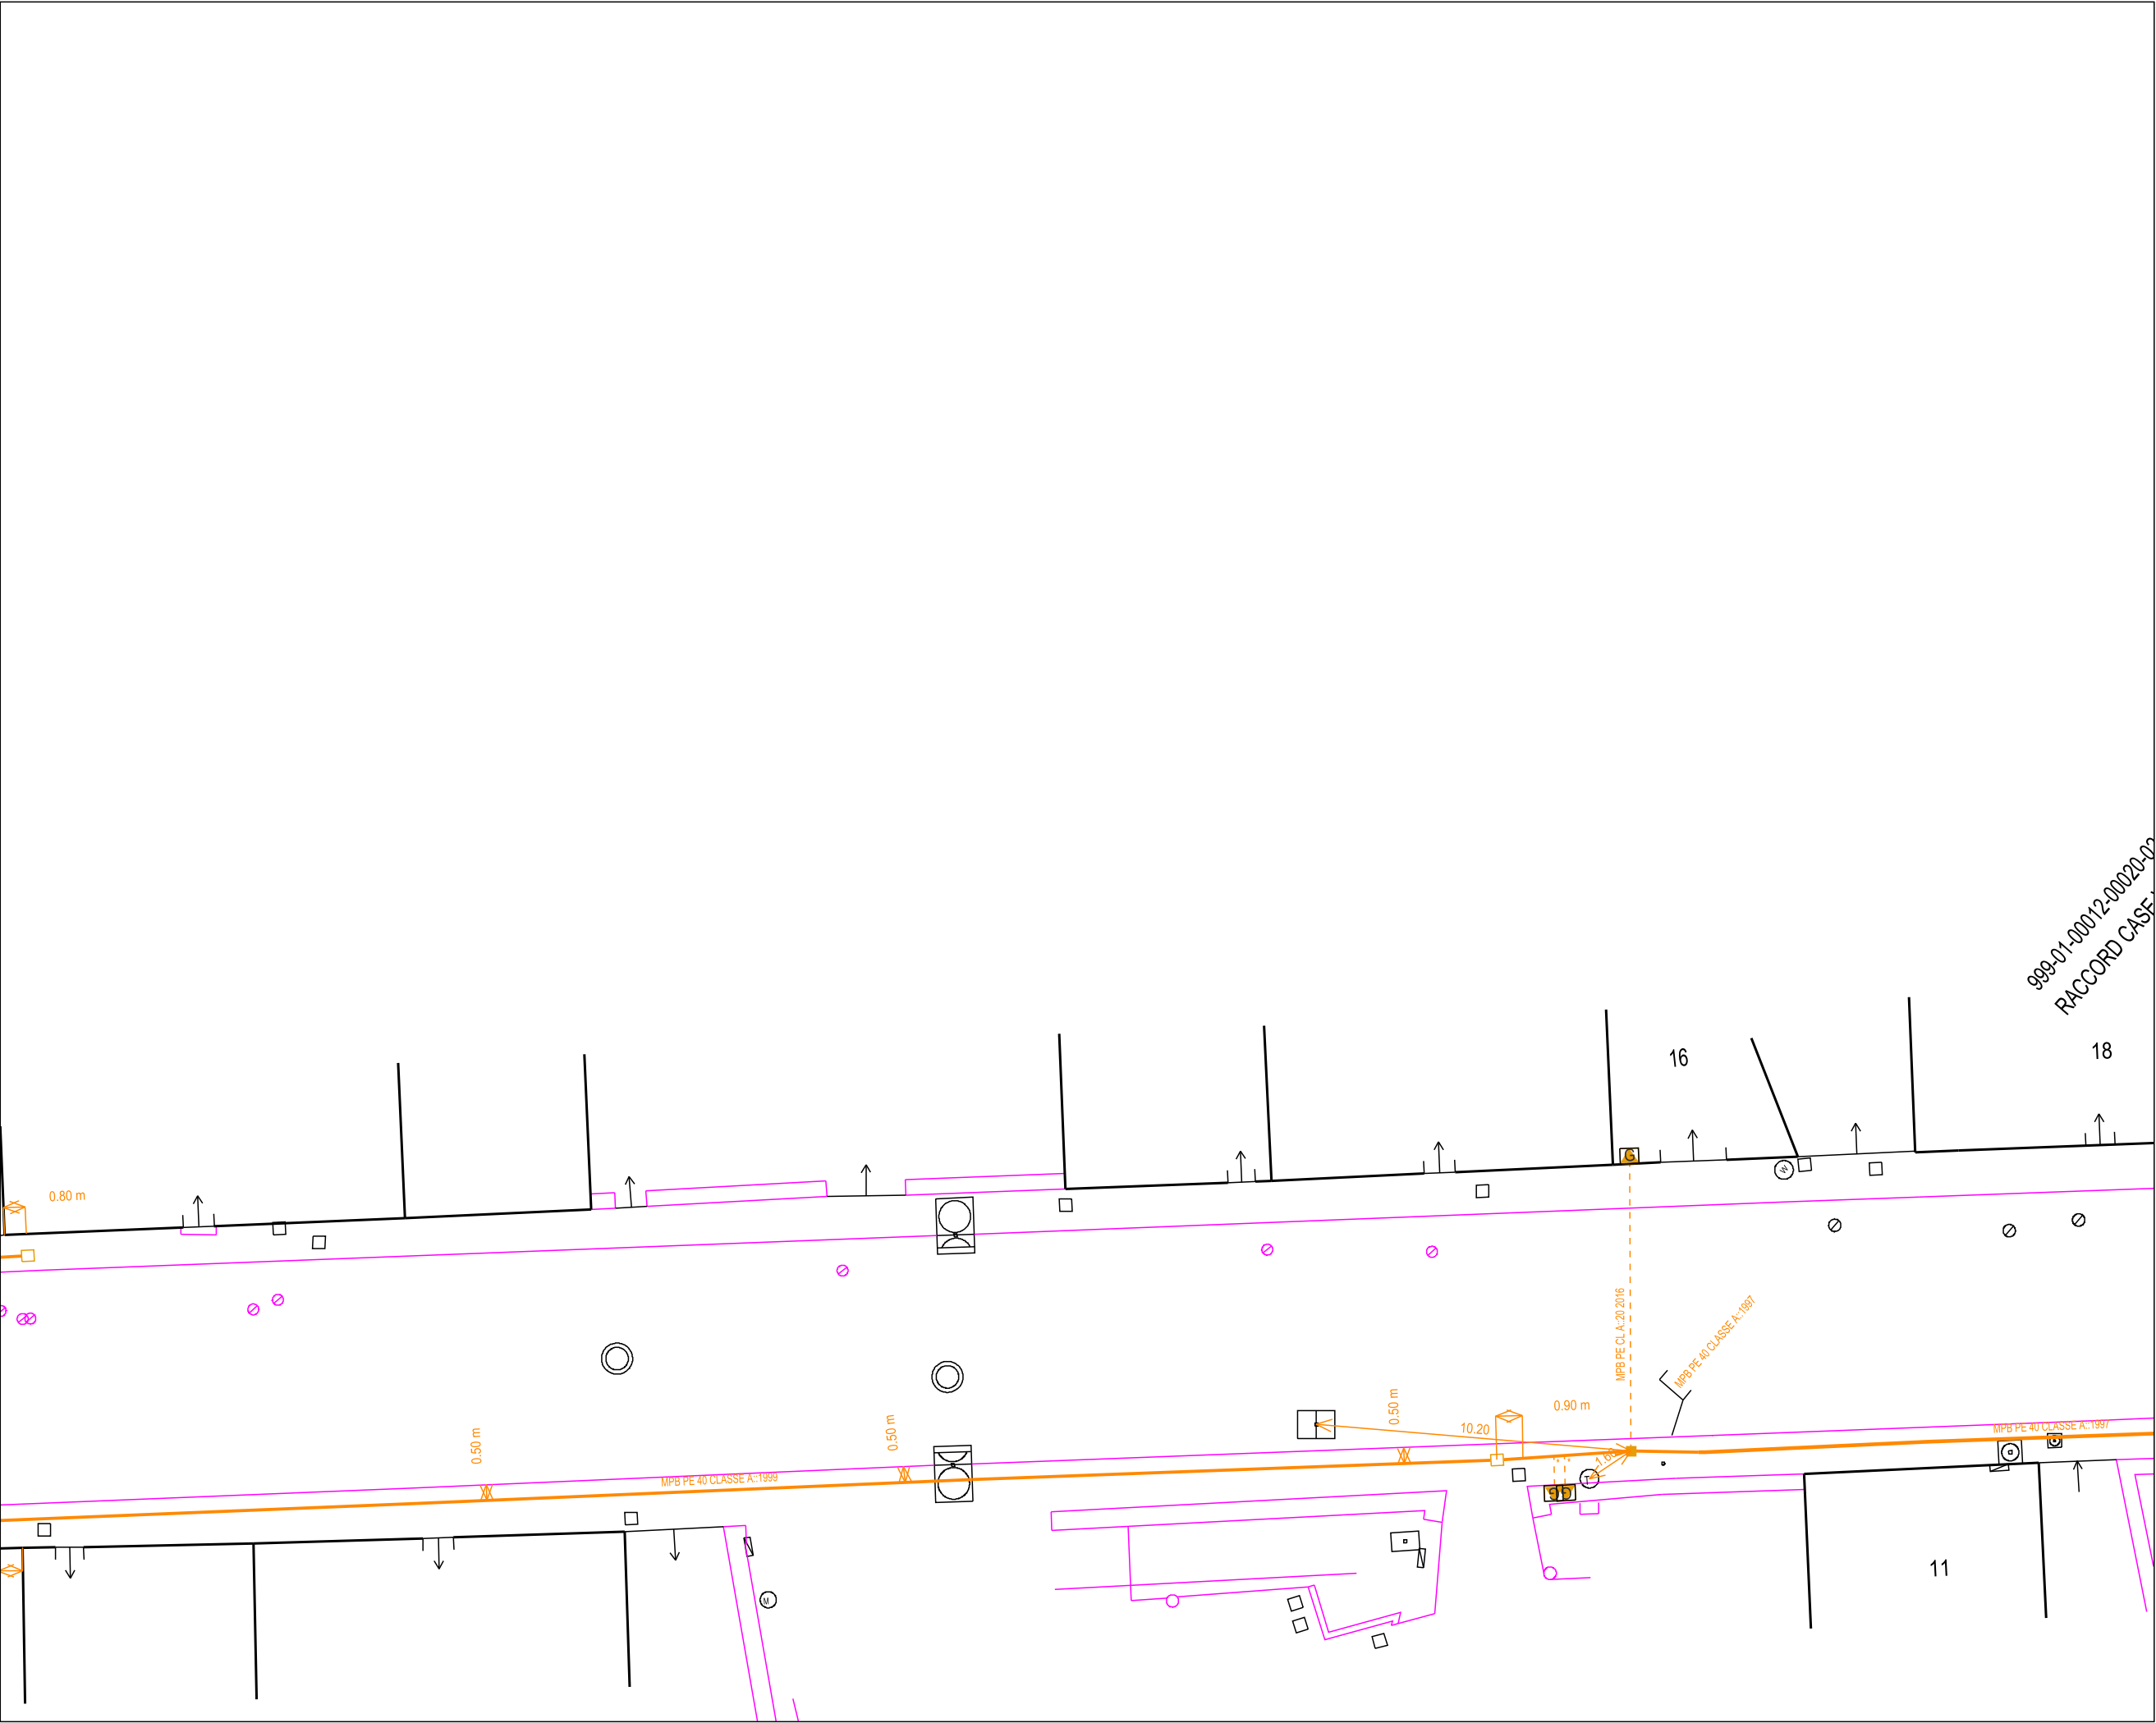 999-01-00012-00020-02
RACCORD CASE
16
18
G
W
0.80 m
MPB PE CL A::20 2016
MPB PE 40 CLASSE A::1997
0.50 m
0.50 m
0.50 m
10.20
0.90 m
MPB PE 40 CLASSE A::1997
MPB PE 40 CLASSE A::1999
T
11
M